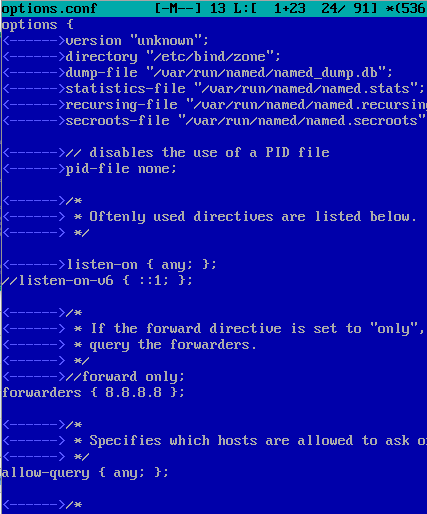 options.conf [-M--] 13 L:[ 1+23 24/ 91] *(536
options {
<------>version "unknown";
<------>directory "/etc/bind/zone";
<------>dump-file "/var/run/named/named_dump.db";
<------>statistics-file "/var/run/named/named.stats";
<------>recursing-file "/var/run/named/named.recursing
<------>secroots-file "/var/run/named/named.secroots"
<------>// disables the use of a PID file
<------>pid-file none;
<------>/*
<------> * Oftenly used directives are listed below.
<------> */
<------>listen-on { any; };
//listen-on-v6 { ::1; };
<------>/*
<------> * If the forward directive is set to "only",
<------> * query the forwarders.
<------> */
<------>//forward only;
forwarders { 8.8.8.8 };
<------>/*
<------> * Specifies which hosts are allowed to ask
<------> */
allow-query { any; };
<------>/*